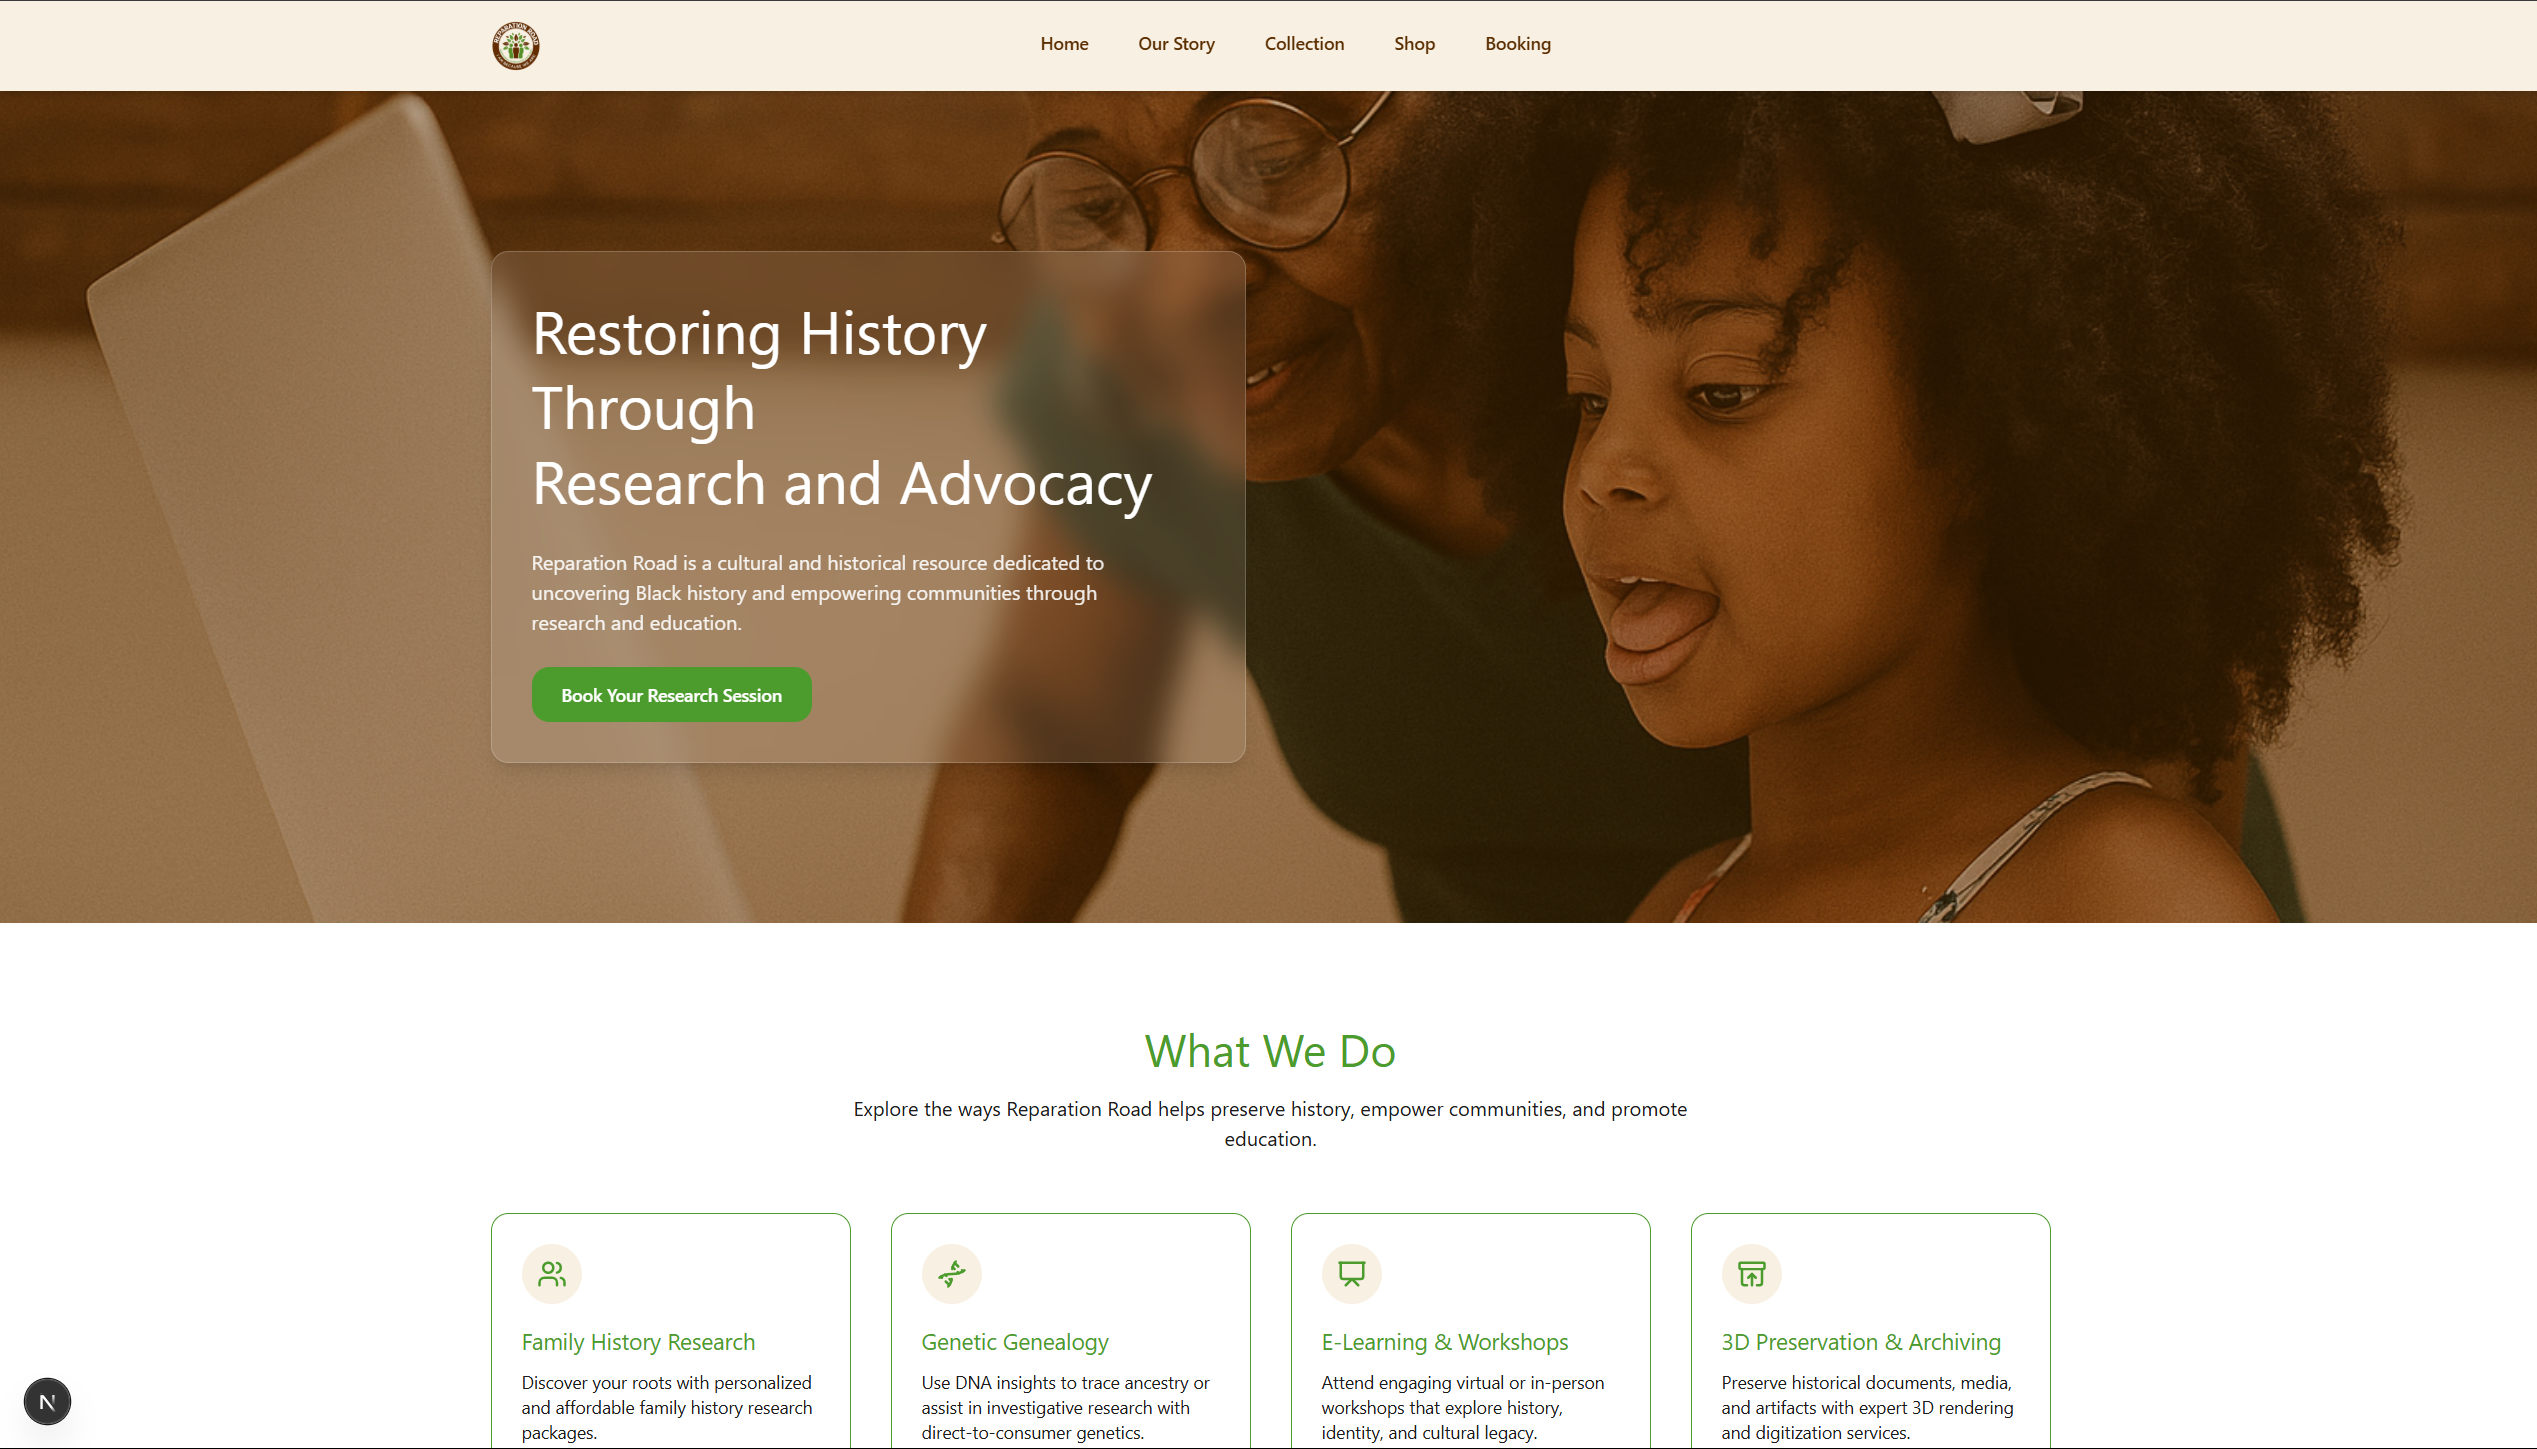 REPARATION ROAD
Home
Our Story
Collection
Shop
Booking
Restoring History
Through
Research and Advocacy
Reparation Road is a cultural and historical resource dedicated to
uncovering Black history and empowering communities through
research and education.
Book Your Research Session
What We Do
Explore the ways Reparation Road helps preserve history, empower communities, and promote
education.
Family History Research
Discover your roots with personalized
and affordable family history research
packages.
Genetic Genealogy
Use DNA insights to trace ancestry or
assist in investigative research with
direct-to-consumer genetics.
E-Learning & Workshops
Attend engaging virtual or in-person
workshops that explore history,
identity, and cultural legacy.
3D Preservation & Archiving
Preserve historical documents, media,
and artifacts with expert 3D rendering
and digitization services.
N